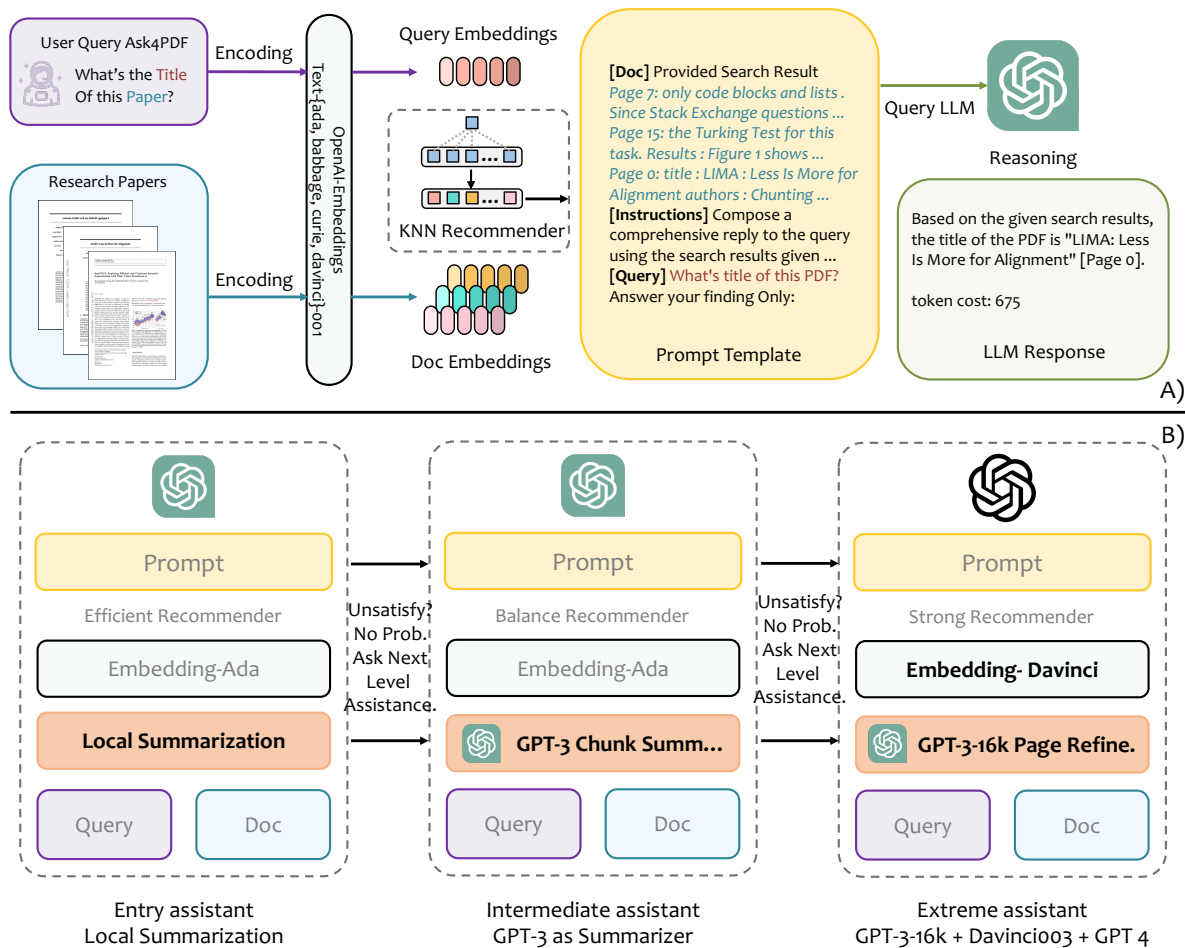 User Query Ask4PDF
What's the Title
Of this Paper?
Encoding
Research Papers
Encoding
OpenAI-Embeddings
Text-{ada, babbage, curie, davinci}-001
Query Embeddings
KNN Recommender
Doc Embeddings
[Doc] Provided Search Result
Page 7: only code blocks and lists .
Since Stack Exchange questions ...
Page 15: the Turking Test for this
task. Results : Figure 1 shows ...
Page 0: title : LIMA : Less Is More for
Alignment authors : Chunting ...
[Instructions] Compose a
comprehensive reply to the query
using the search results given ...
[Query] What's title of this PDF?
Answer your finding Only:
Prompt Template
Query LLM
Reasoning
Based on the given search results,
the title of the PDF is "LIMA: Less
Is More for Alignment" [Page 0].
token cost: 675
LLM Response
A)
B)
Prompt
Efficient Recommender
Embedding-Ada
Local Summarization
Query
Doc
Entry assistant
Local Summarization
Unsatisfy?
No Prob.
Ask Next
Level
Assistance.
Prompt
Balance Recommender
Embedding-Ada
GPT-3 Chunk Summ...
Query
Doc
Intermediate assistant
GPT-3 as Summarizer
Unsatisfy?
No Prob.
Ask Next
Level
Assistance.
Prompt
Strong Recommender
Embedding- Davinci
GPT-3-16k Page Refine.
Query
Doc
Extreme assistant
GPT-3-16k + Davinci003 + GPT 4